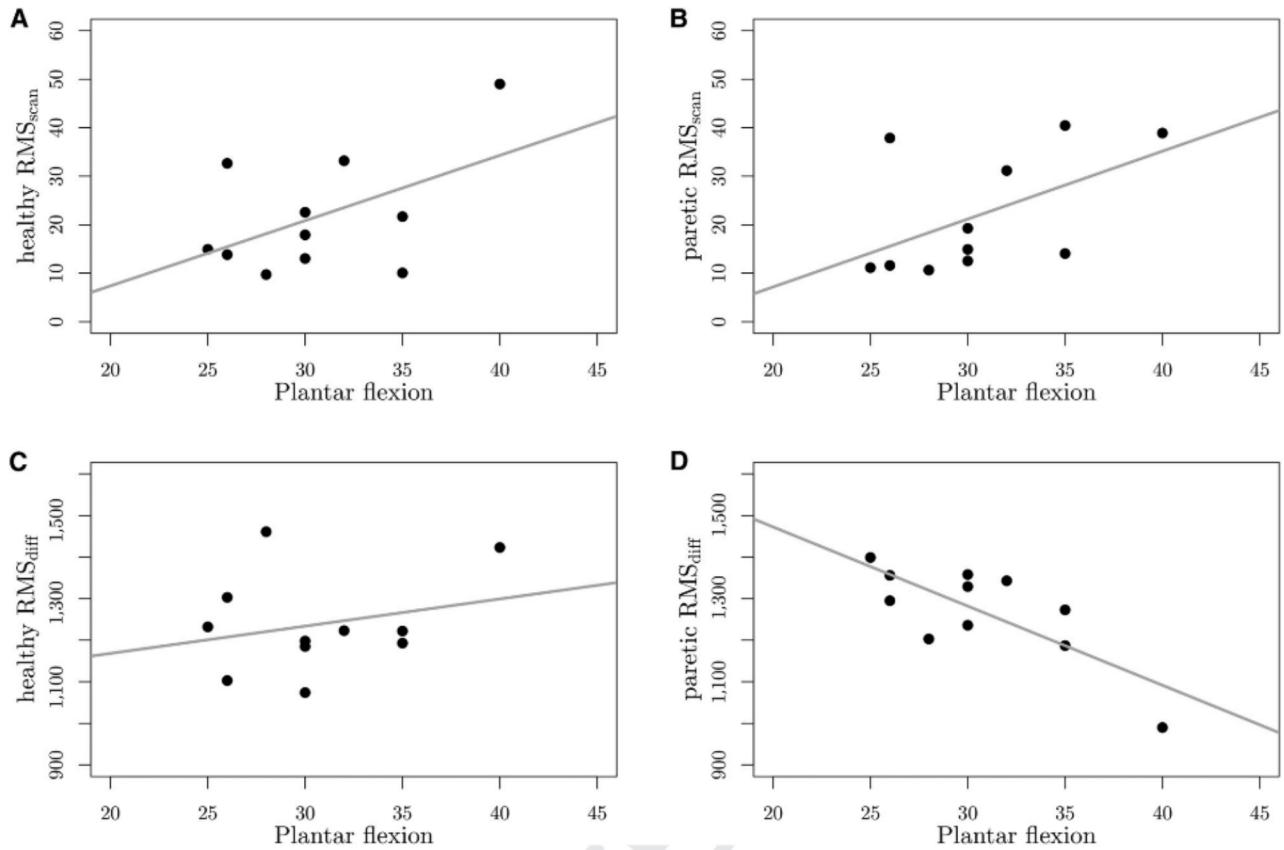 A
healthy RMSscan
60
50
40
30
20
10
0
20 25 30 35 40 45
Plantar flexion
B
paretic RMSscan
60
50
40
30
20
10
0
20 25 30 35 40 45
Plantar flexion
C
healthy RMSdiff
1,500
1,300
1,100
900
20 25 30 35 40 45
Plantar flexion
D
paretic RMSdiff
1,500
1,300
1,100
900
20 25 30 35 40 45
Plantar flexion